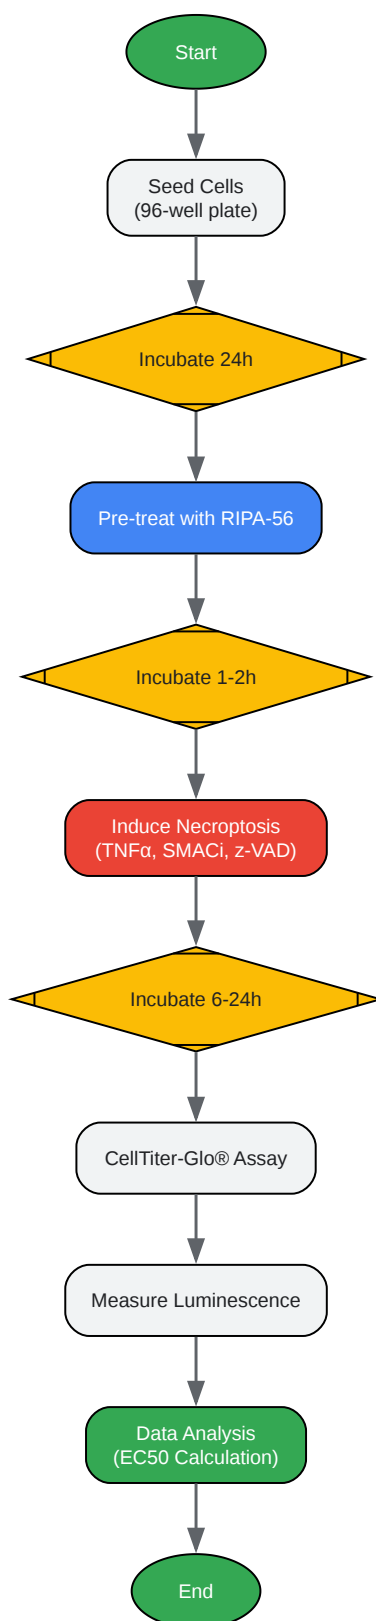 Start
Seed Cells
(96-well plate)
Incubate 24h
Pre-treat with RIPA-56
Incubate 1-2h
Induce Necroptosis
(TNFα, SMACi, z-VAD)
Incubate 6-24h
CellTiter-Glo® Assay
Measure Luminescence
Data Analysis
(EC50 Calculation)
End